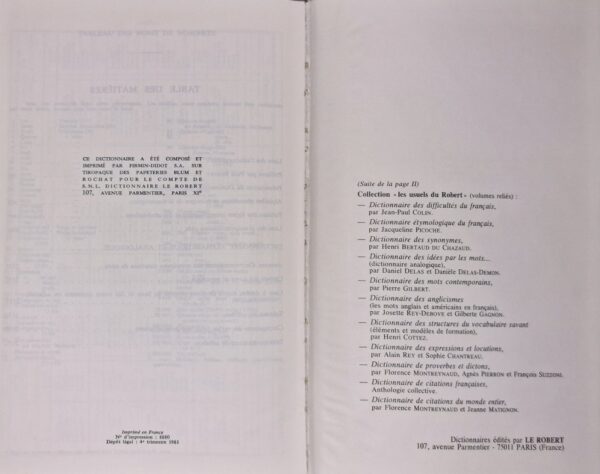 CE DICTIONNAIRE A ÉTÉ COMPOSÉ ET
IMPRIMÉ PAR FIRMIN-DIDOT S.A. SUR
TIROPAQUE DES PAPETERIES BLUM ET
ROCHAT POUR LE COMPTE DE
S.N.L. DICTIONNAIRE LE ROBERT
107, AVENUE PARMENTIER, PARIS XIe
Imprimé en France
No d'impression : 8880
Dépôt légal : 4e trimestre 1981
(Suite de la page II)
Collection « les usuels du Robert » (volumes reliés) :
— Dictionnaire des difficultés du français,
par Jean-Paul COLIN.
— Dictionnaire étymologique du français,
par Jacqueline PICOCHE.
— Dictionnaire des synonymes,
par Henri BERTAUD DU CHAZAUD.
— Dictionnaire des idées par les mots...
(dictionnaire analogique),
par Daniel DELAS et Danièle DELAS-DEMON.
— Dictionnaire des mots contemporains,
par Pierre GILBERT.
— Dictionnaire des anglicismes
(les mots anglais et américains en français),
par Josette REY-DEBOVE et Gilberte GAGNON.
— Dictionnaire des structures du vocabulaire savant
(éléments et modèles de formation),
par Henri COTTEZ.
— Dictionnaire des expressions et locutions,
par Alain REY et Sophie CHANTREAU.
— Dictionnaire de proverbes et dictons,
par Florence MONTREYNAUD, Agnès PIERRON et François SUZZONI.
— Dictionnaire de citations françaises,
Anthologie collective.
— Dictionnaire de citations du monde entier,
par Florence MONTREYNAUD et Jeanne MATIGNON.
Dictionnaires édités par LE ROBERT
107, avenue Parmentier - 75011 PARIS (France)